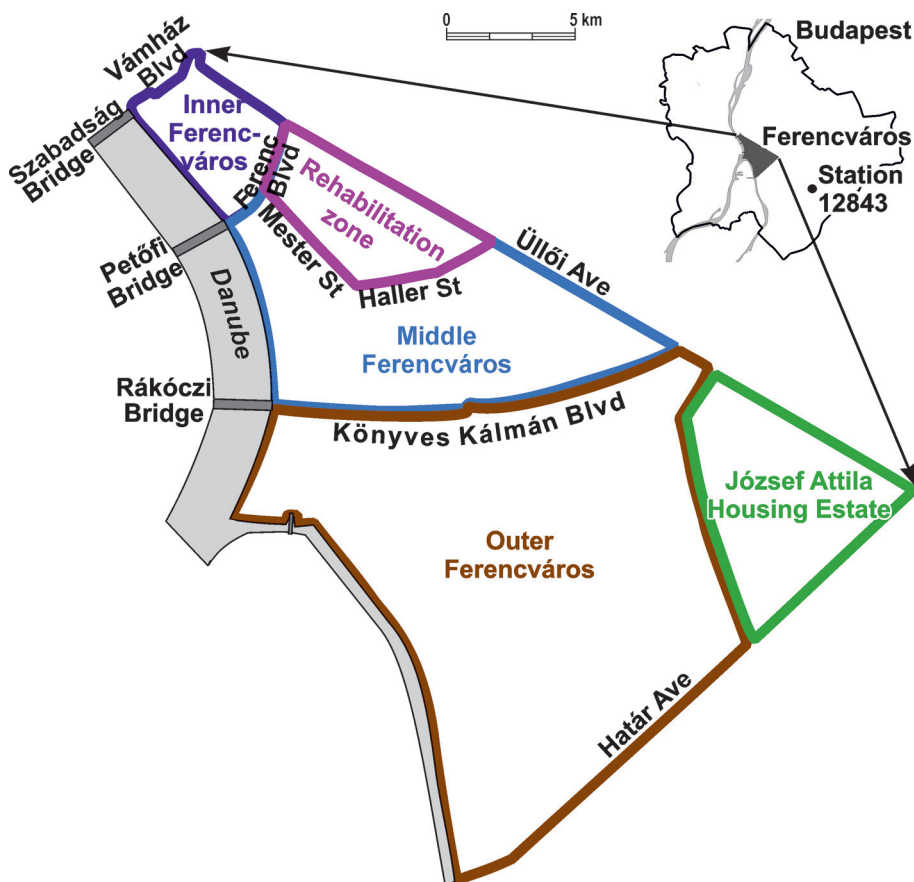 0
5 km
Budapest
Ferencváros
Station
12843
Vámház
Blvd
Szabadság
Bridge
Inner
Ferenc-
város
Ferenc
Blvd
Rehabilitation
zone
Mester St
Haller St
Üllői Ave
Petőfi
Bridge
Danube
Middle
Ferencváros
Rákóczi
Bridge
Könyves Kálmán Blvd
József Attila
Housing Estate
Outer
Ferencváros
Határ Ave